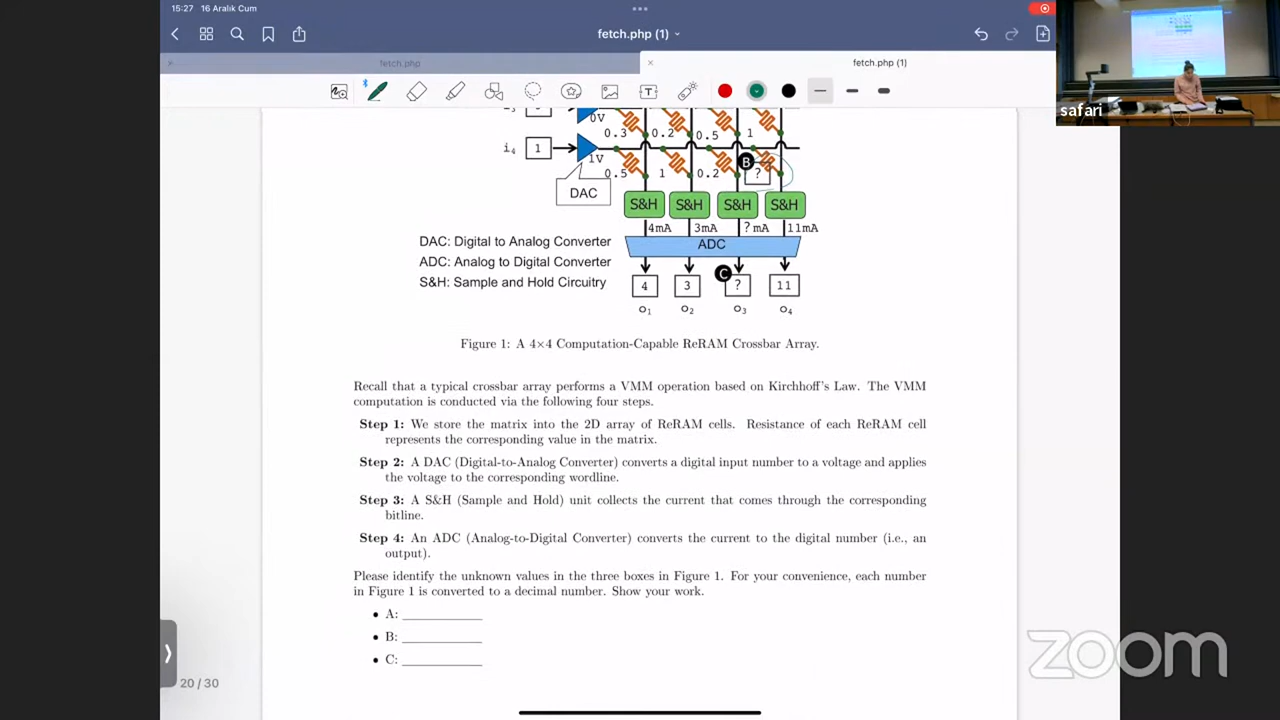 15:27 16 Aralık Cum
fetch.php (1)
fetch.php
fetch.php (1)
safari
0V
0.3 0.2 0.5 1
i₄ 1
1V
B
0.5 1 0.2 ?
DAC
S&H S&H S&H S&H
4mA 3mA ?mA 11mA
DAC: Digital to Analog Converter
ADC
ADC: Analog to Digital Converter
S&H: Sample and Hold Circuitry
C
4 3 ? 11
o₁ o₂ o₃ o₄
Figure 1: A 4×4 Computation-Capable ReRAM Crossbar Array.
Recall that a typical crossbar array performs a VMM operation based on Kirchhoff's Law. The VMM
computation is conducted via the following four steps.
Step 1: We store the matrix into the 2D array of ReRAM cells. Resistance of each ReRAM cell
represents the corresponding value in the matrix.
Step 2: A DAC (Digital-to-Analog Converter) converts a digital input number to a voltage and applies
the voltage to the corresponding wordline.
Step 3: A S&H (Sample and Hold) unit collects the current that comes through the corresponding
bitline.
Step 4: An ADC (Analog-to-Digital Converter) converts the current to the digital number (i.e., an
output).
Please identify the unknown values in the three boxes in Figure 1. For your convenience, each number
in Figure 1 is converted to a decimal number. Show your work.
• A:
• B:
• C:
20 / 30
zoom